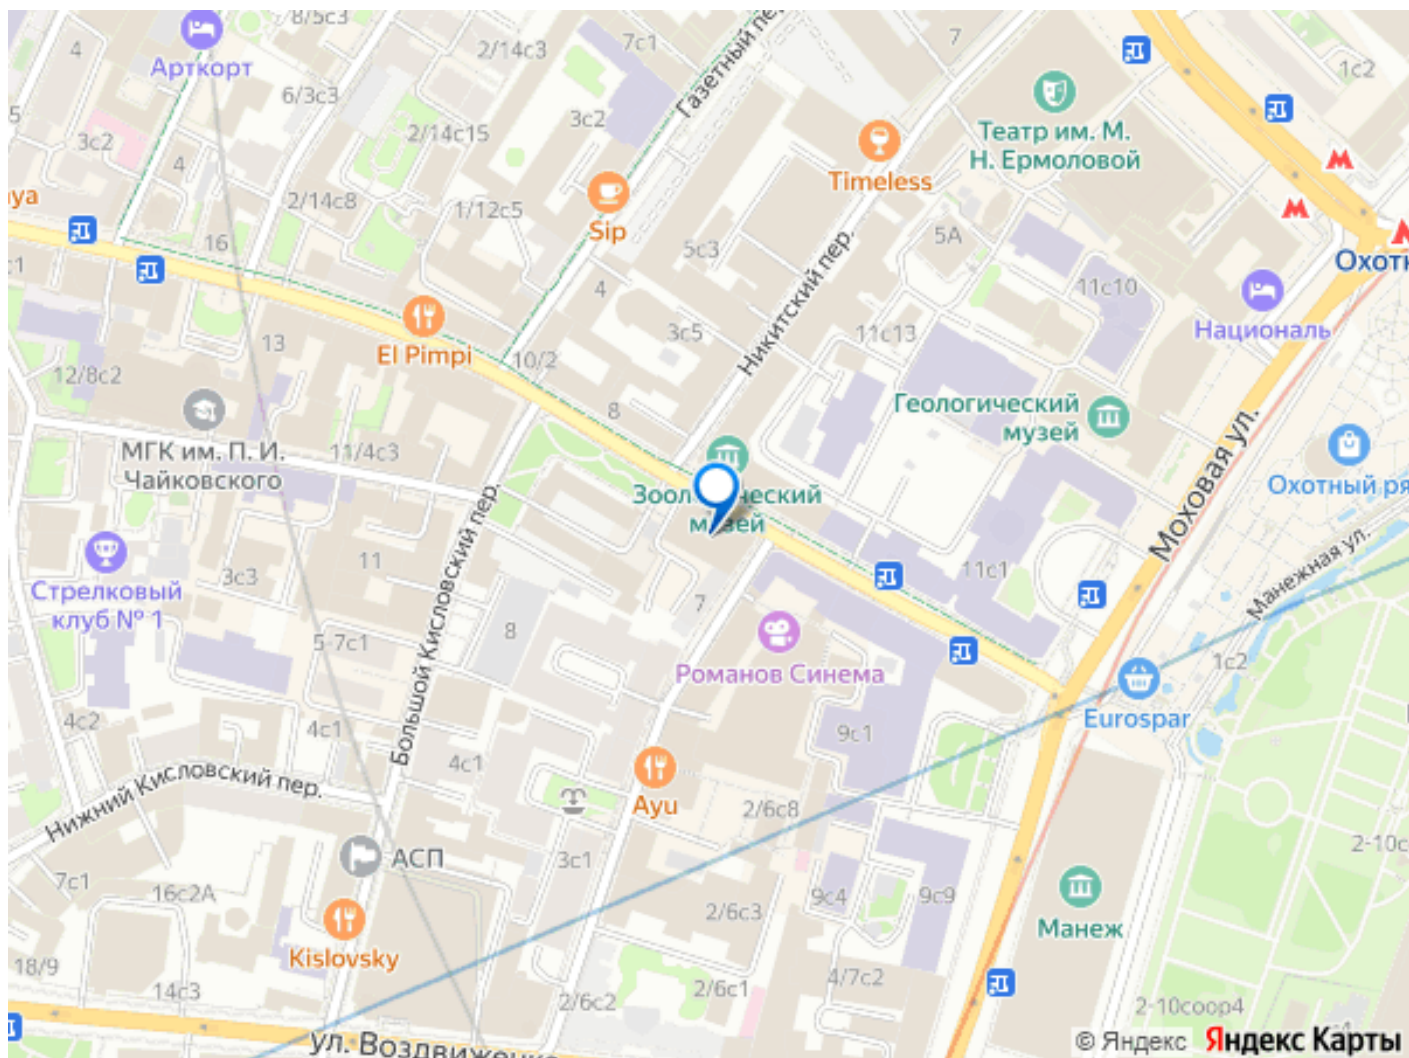 8/5с3
7с1
7
4
Арткорт
2/14с3
Газетный пе
1с2
6/3с3
3с2
Театр им. М.
Н. Ермоловой
5
3с2
2/14с15
4
Timeless
aya
2/14с8
1/12с5
Sip
16
5с3
5А
Никитский пер.
Охотн
с1
4
11с10
El Pimpi
13
10/2
3с5
11с13
Националь
12/8с2
8
Геологический
музей
МГК им. П. И.
Чайковского
11/4с3
Зоологический
музей
Моховая ул.
Охотный ря
Большой Кисловский пер.
Манежная ул.
Стрелковый
клуб № 1
3с3
11
11с1
7
8
5-7с1
Романов Синема
1с2
4с2
4с1
9с1
Eurospar
4с1
Нижний Кисловский пер.
Ayu
2/6с8
АСП
3с1
2-10с
7с1
16с2А
9с4
9с9
2/6с3
Манеж
Kislovsky
18/9
14с3
2/6с2
2/6с1
4/7с2
2-10соор4
ул. Воздвиженка
© Яндекс Яндекс Карты